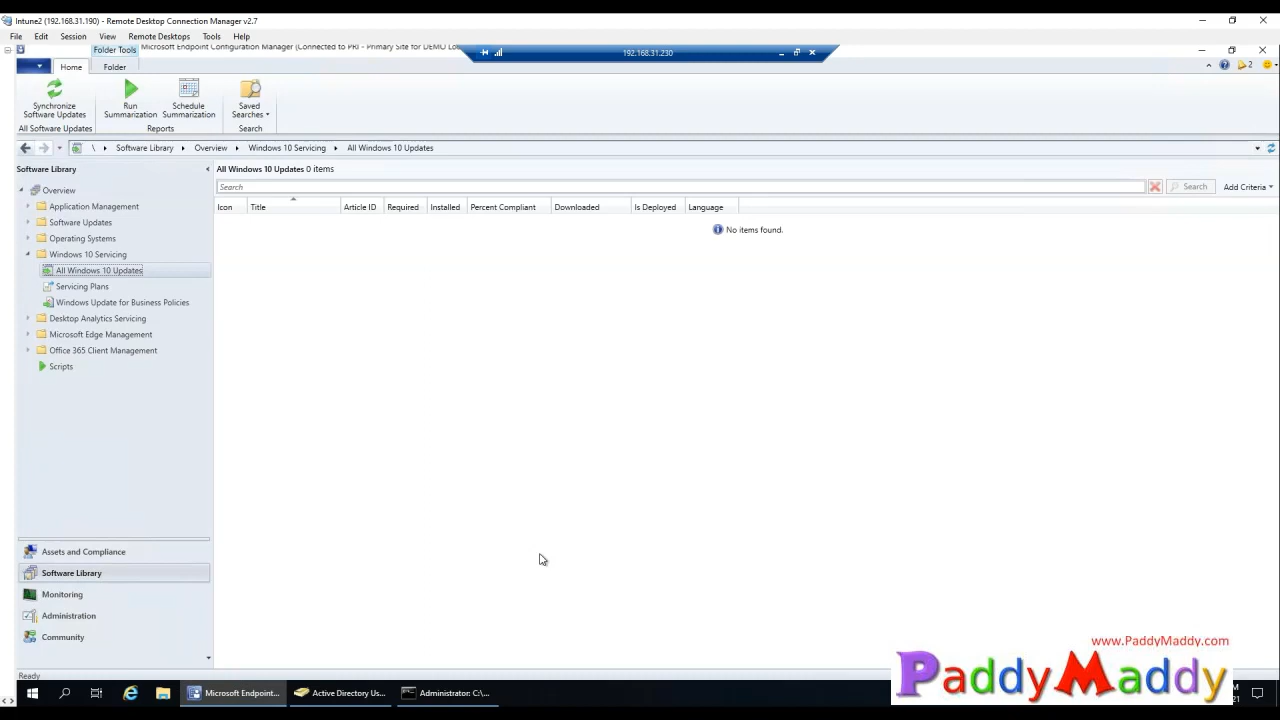 Intune2 (192.168.31.190) - Remote Desktop Connection Manager v2.7
File Edit Session View Remote Desktops Tools Help
Folder Tools Microsoft Endpoint Configuration Manager (Connected to PRI - Primary Site for DEMO 192.168.31.230
Home Folder 2
Synchronize Software Updates
Run Summarization
Schedule Summarization
Saved Searches
All Software Updates Reports Search
\ Software Library Overview Windows 10 Servicing All Windows 10 Updates
Software Library
Overview
Application Management
Software Updates
Operating Systems
Windows 10 Servicing
All Windows 10 Updates
Servicing Plans
Windows Update for Business Policies
Desktop Analytics Servicing
Microsoft Edge Management
Office 365 Client Management
Scripts
All Windows 10 Updates 0 items
Search Search Add Criteria
Icon Title Article ID Required Installed Percent Compliant Downloaded Is Deployed Language
No items found.
Assets and Compliance
Software Library
Monitoring
Administration
Community
Ready
Microsoft Endpoint... Active Directory Us... Administrator C:\...
www.PaddyMaddy.com
PaddyMaddy